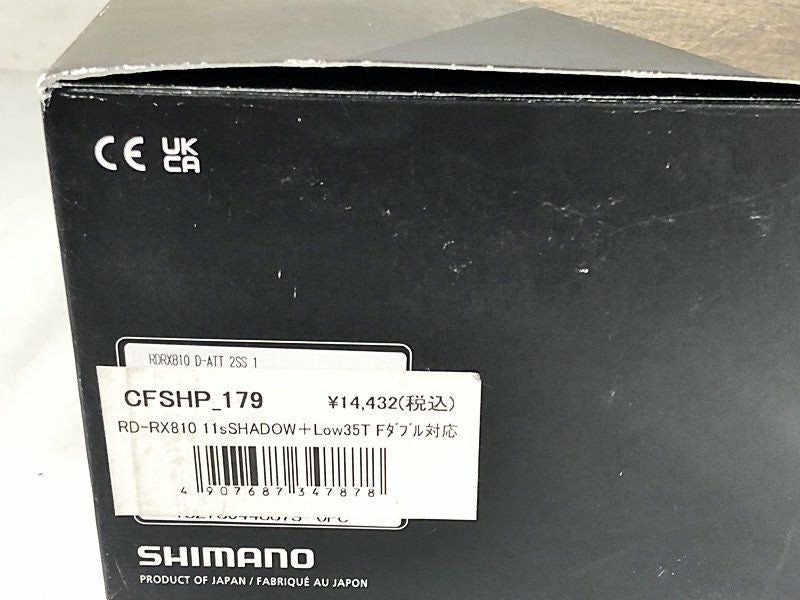 CE UK
CA
RDRX810 D-ATT 2SS 1
CFSHP_179 ¥14,432(税込)
RD-RX810 11sSHADOW+Low35T Fﾀﾞﾌﾞﾙ対応
4 907687 347878
SHIMANO
PRODUCT OF JAPAN / FABRIQUÉ AU JAPON